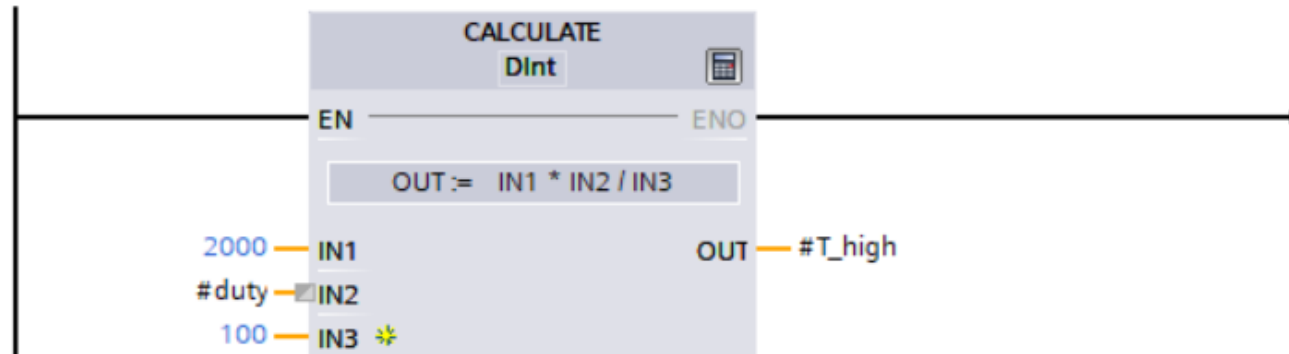 CALCULATE
DInt
EN ENO
OUT := IN1 * IN2 / IN3
2000 IN1 OUT #T_high
#duty IN2
100 IN3